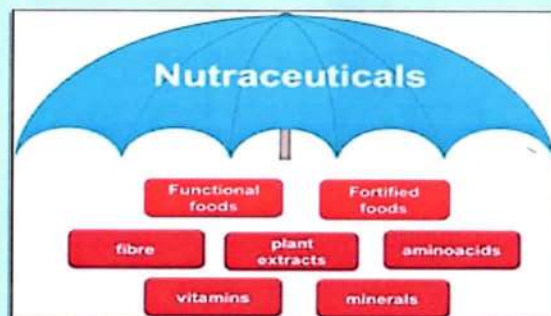 Nutraceuticals
Functional
foods
Fortified
foods
fibre
plant
extracts
aminoacids
vitamins
minerals